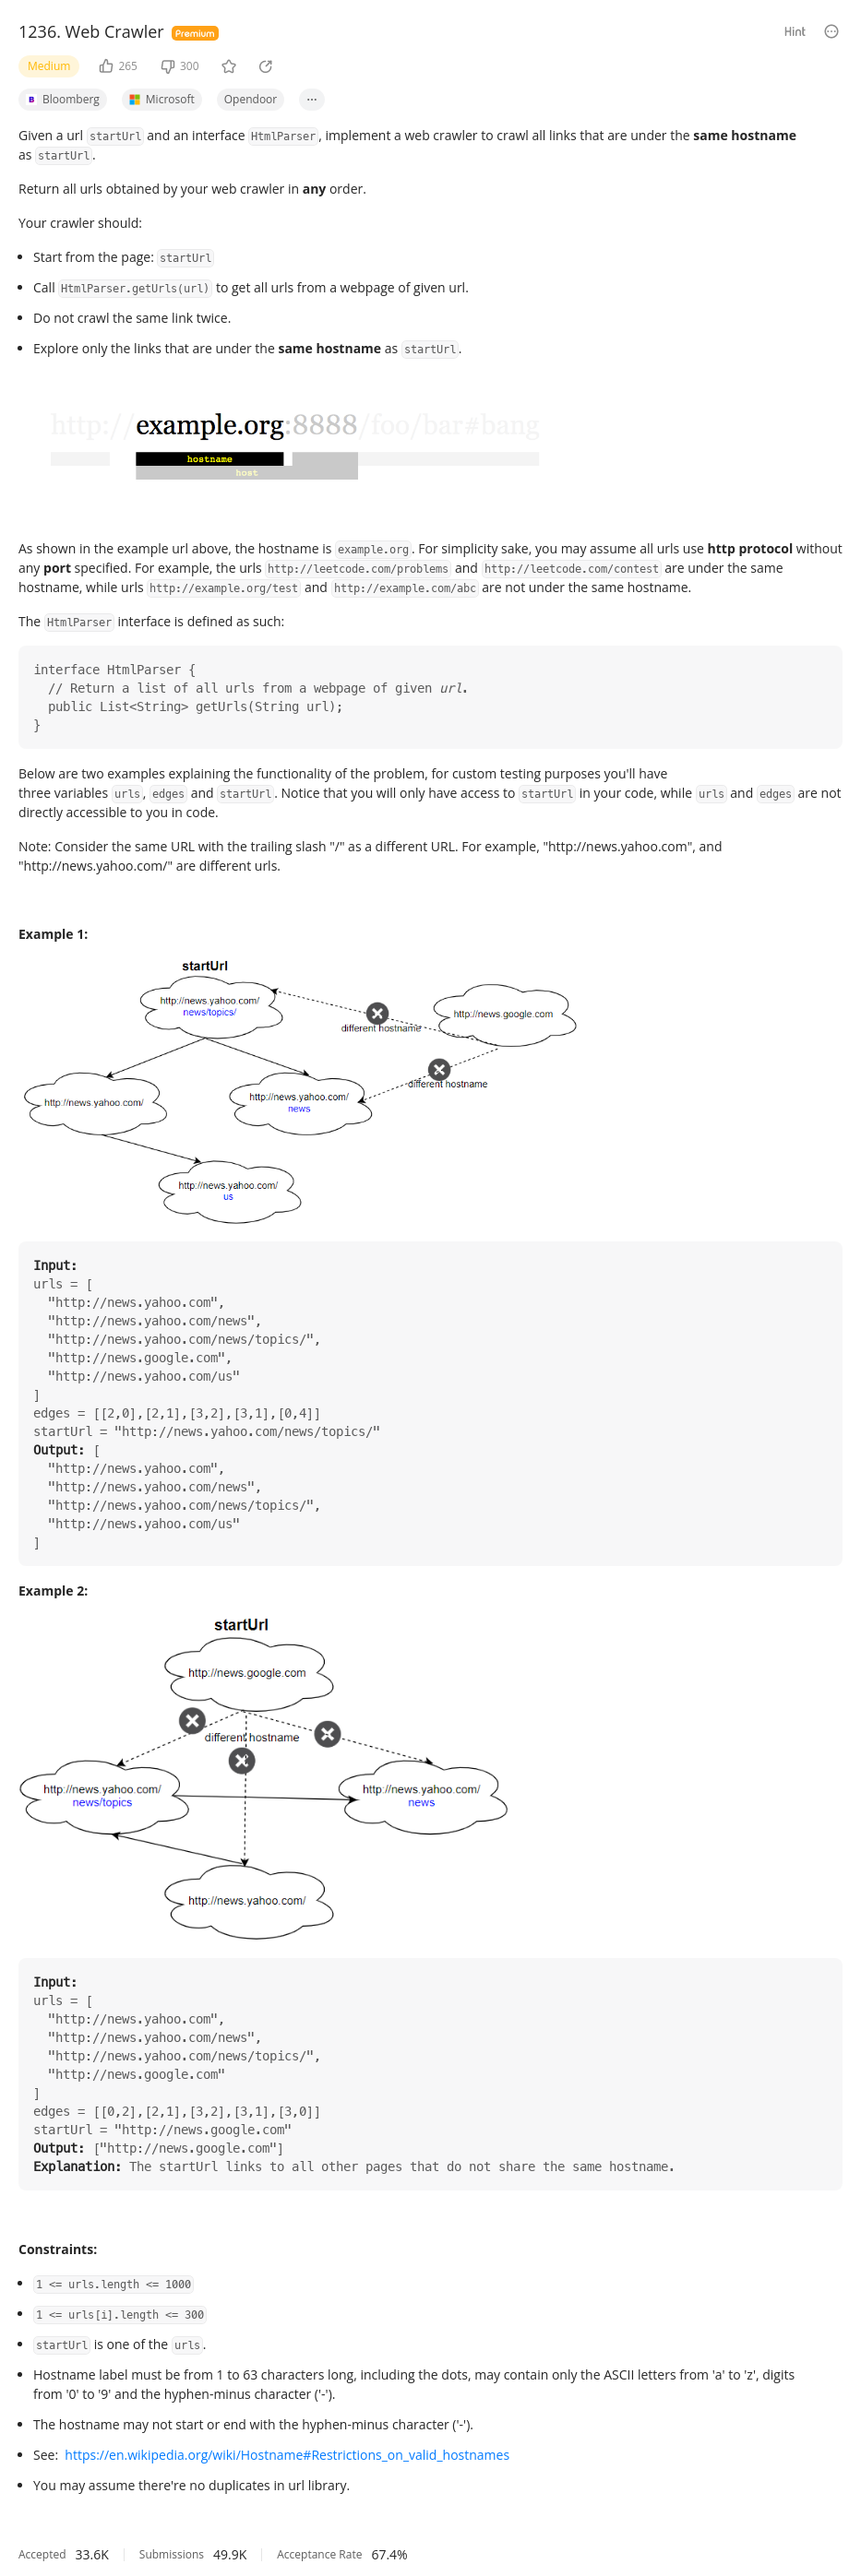 1236. Web Crawler Premium
Hint
Medium 265 300
Bloomberg Microsoft Opendoor ...
Given a url startUrl and an interface HtmlParser, implement a web crawler to crawl all links that are under the same hostname
as startUrl.
Return all urls obtained by your web crawler in any order.
Your crawler should:
• Start from the page: startUrl
• Call HtmlParser.getUrls(url) to get all urls from a webpage of given url.
• Do not crawl the same link twice.
• Explore only the links that are under the same hostname as startUrl.
http://example.org:8888/foo/bar#bang
hostname
host
As shown in the example url above, the hostname is example.org. For simplicity sake, you may assume all urls use http protocol without
any port specified. For example, the urls http://leetcode.com/problems and http://leetcode.com/contest are under the same
hostname, while urls http://example.org/test and http://example.com/abc are not under the same hostname.
The HtmlParser interface is defined as such:
interface HtmlParser {
// Return a list of all urls from a webpage of given url.
public List<String> getUrls(String url);
}
Below are two examples explaining the functionality of the problem, for custom testing purposes you'll have
three variables urls, edges and startUrl. Notice that you will only have access to startUrl in your code, while urls and edges are not
directly accessible to you in code.
Note: Consider the same URL with the trailing slash "/" as a different URL. For example, "http://news.yahoo.com", and
"http://news.yahoo.com/" are different urls.
Example 1:
startUrl
http://news.yahoo.com/
news/topics/
http://news.google.com
different hostname
different hostname
http://news.yahoo.com/
http://news.yahoo.com/
news
http://news.yahoo.com/
us
Input:
urls = [
"http://news.yahoo.com",
"http://news.yahoo.com/news",
"http://news.yahoo.com/news/topics/",
"http://news.google.com",
"http://news.yahoo.com/us"
]
edges = [[2,0],[2,1],[3,2],[3,1],[0,4]]
startUrl = "http://news.yahoo.com/news/topics/"
Output: [
"http://news.yahoo.com",
"http://news.yahoo.com/news",
"http://news.yahoo.com/news/topics/",
"http://news.yahoo.com/us"
]
Example 2:
startUrl
http://news.google.com
different hostname
http://news.yahoo.com/
news/topics
http://news.yahoo.com/
news
http://news.yahoo.com/
Input:
urls = [
"http://news.yahoo.com",
"http://news.yahoo.com/news",
"http://news.yahoo.com/news/topics/",
"http://news.google.com"
]
edges = [[0,2],[2,1],[3,2],[3,1],[3,0]]
startUrl = "http://news.google.com"
Output: ["http://news.google.com"]
Explanation: The startUrl links to all other pages that do not share the same hostname.
Constraints:
• 1 <= urls.length <= 1000
• 1 <= urls[i].length <= 300
• startUrl is one of the urls.
• Hostname label must be from 1 to 63 characters long, including the dots, may contain only the ASCII letters from 'a' to 'z', digits
from '0' to '9' and the hyphen-minus character ('-').
• The hostname may not start or end with the hyphen-minus character ('-').
• See: https://en.wikipedia.org/wiki/Hostname#Restrictions_on_valid_hostnames
• You may assume there're no duplicates in url library.
Accepted 33.6K Submissions 49.9K Acceptance Rate 67.4%